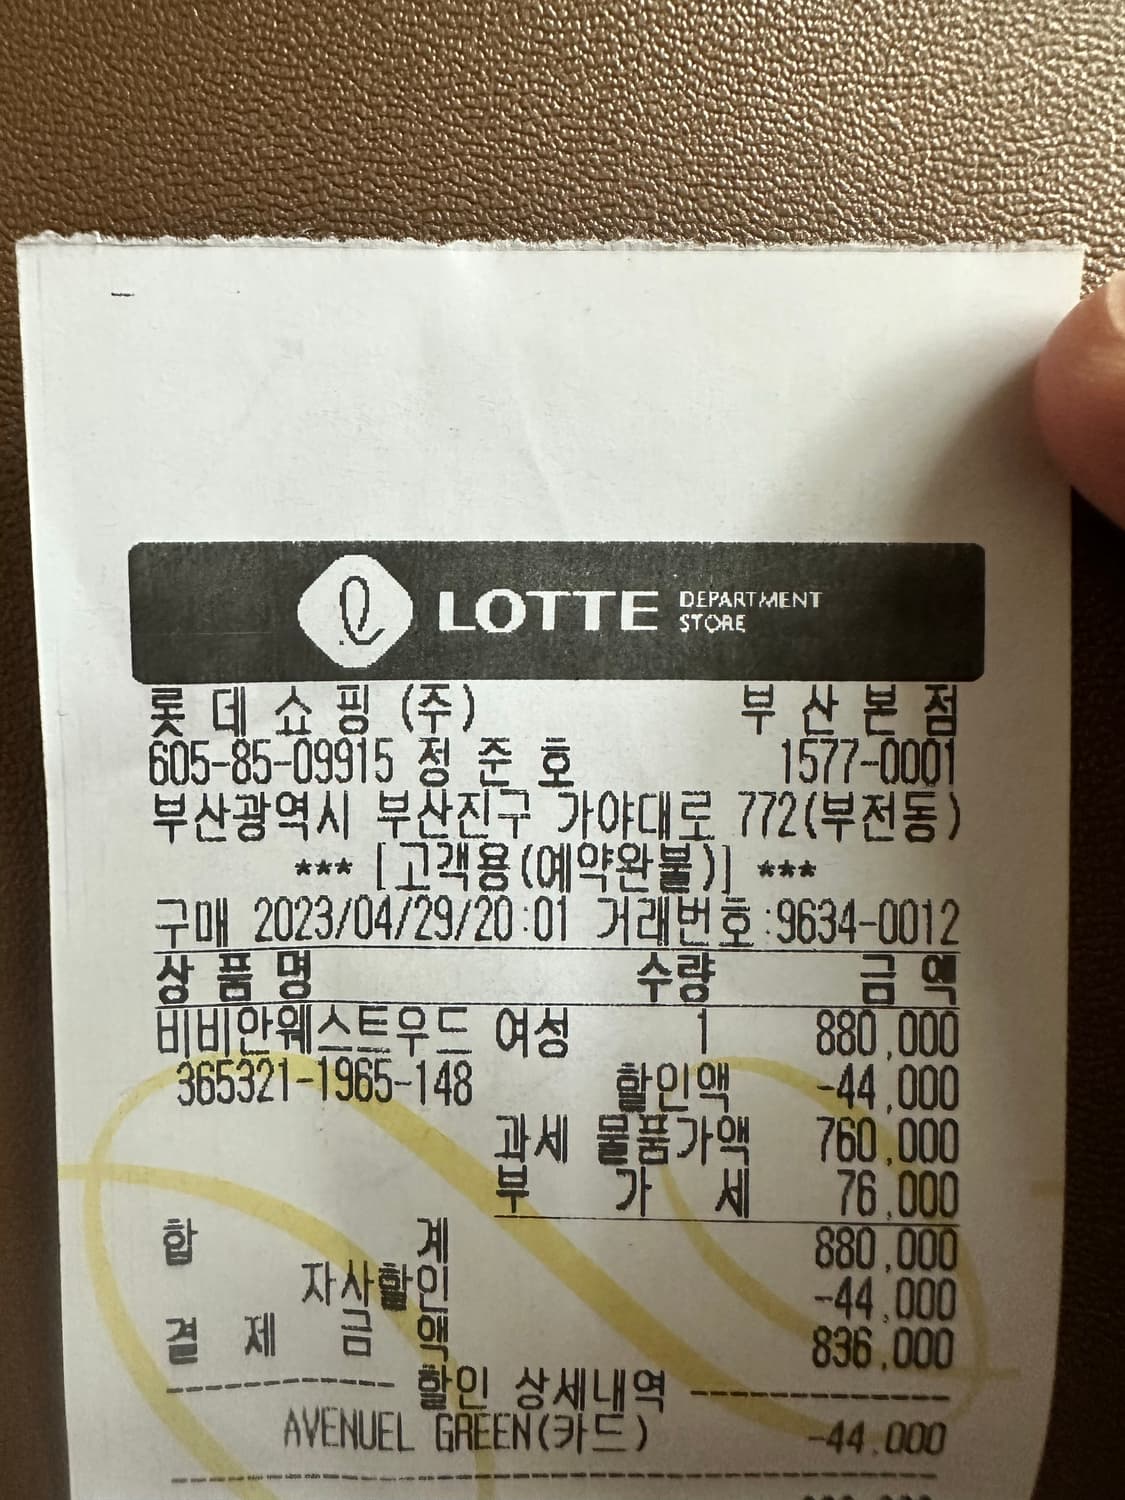 LOTTE DEPARTMENT STORE
롯데쇼핑(주) 부산본점
605-85-09915 정준호 1577-0001
부산광역시 부산진구 가야대로 772(부전동)
*** [고객용(예약완불)] ***
구매 2023/04/29/20:01 거래번호:9634-0012
상품명 수량 금액
비비안웨스트우드 여성 1 880,000
365321-1965-148 할인액 -44,000
과세 물품가액 760,000
부가세 76,000
합계 880,000
자사할인 -44,000
결제금액 836,000
---------- 할인 상세내역 ----------
AVENUEL GREEN(카드) -44,000